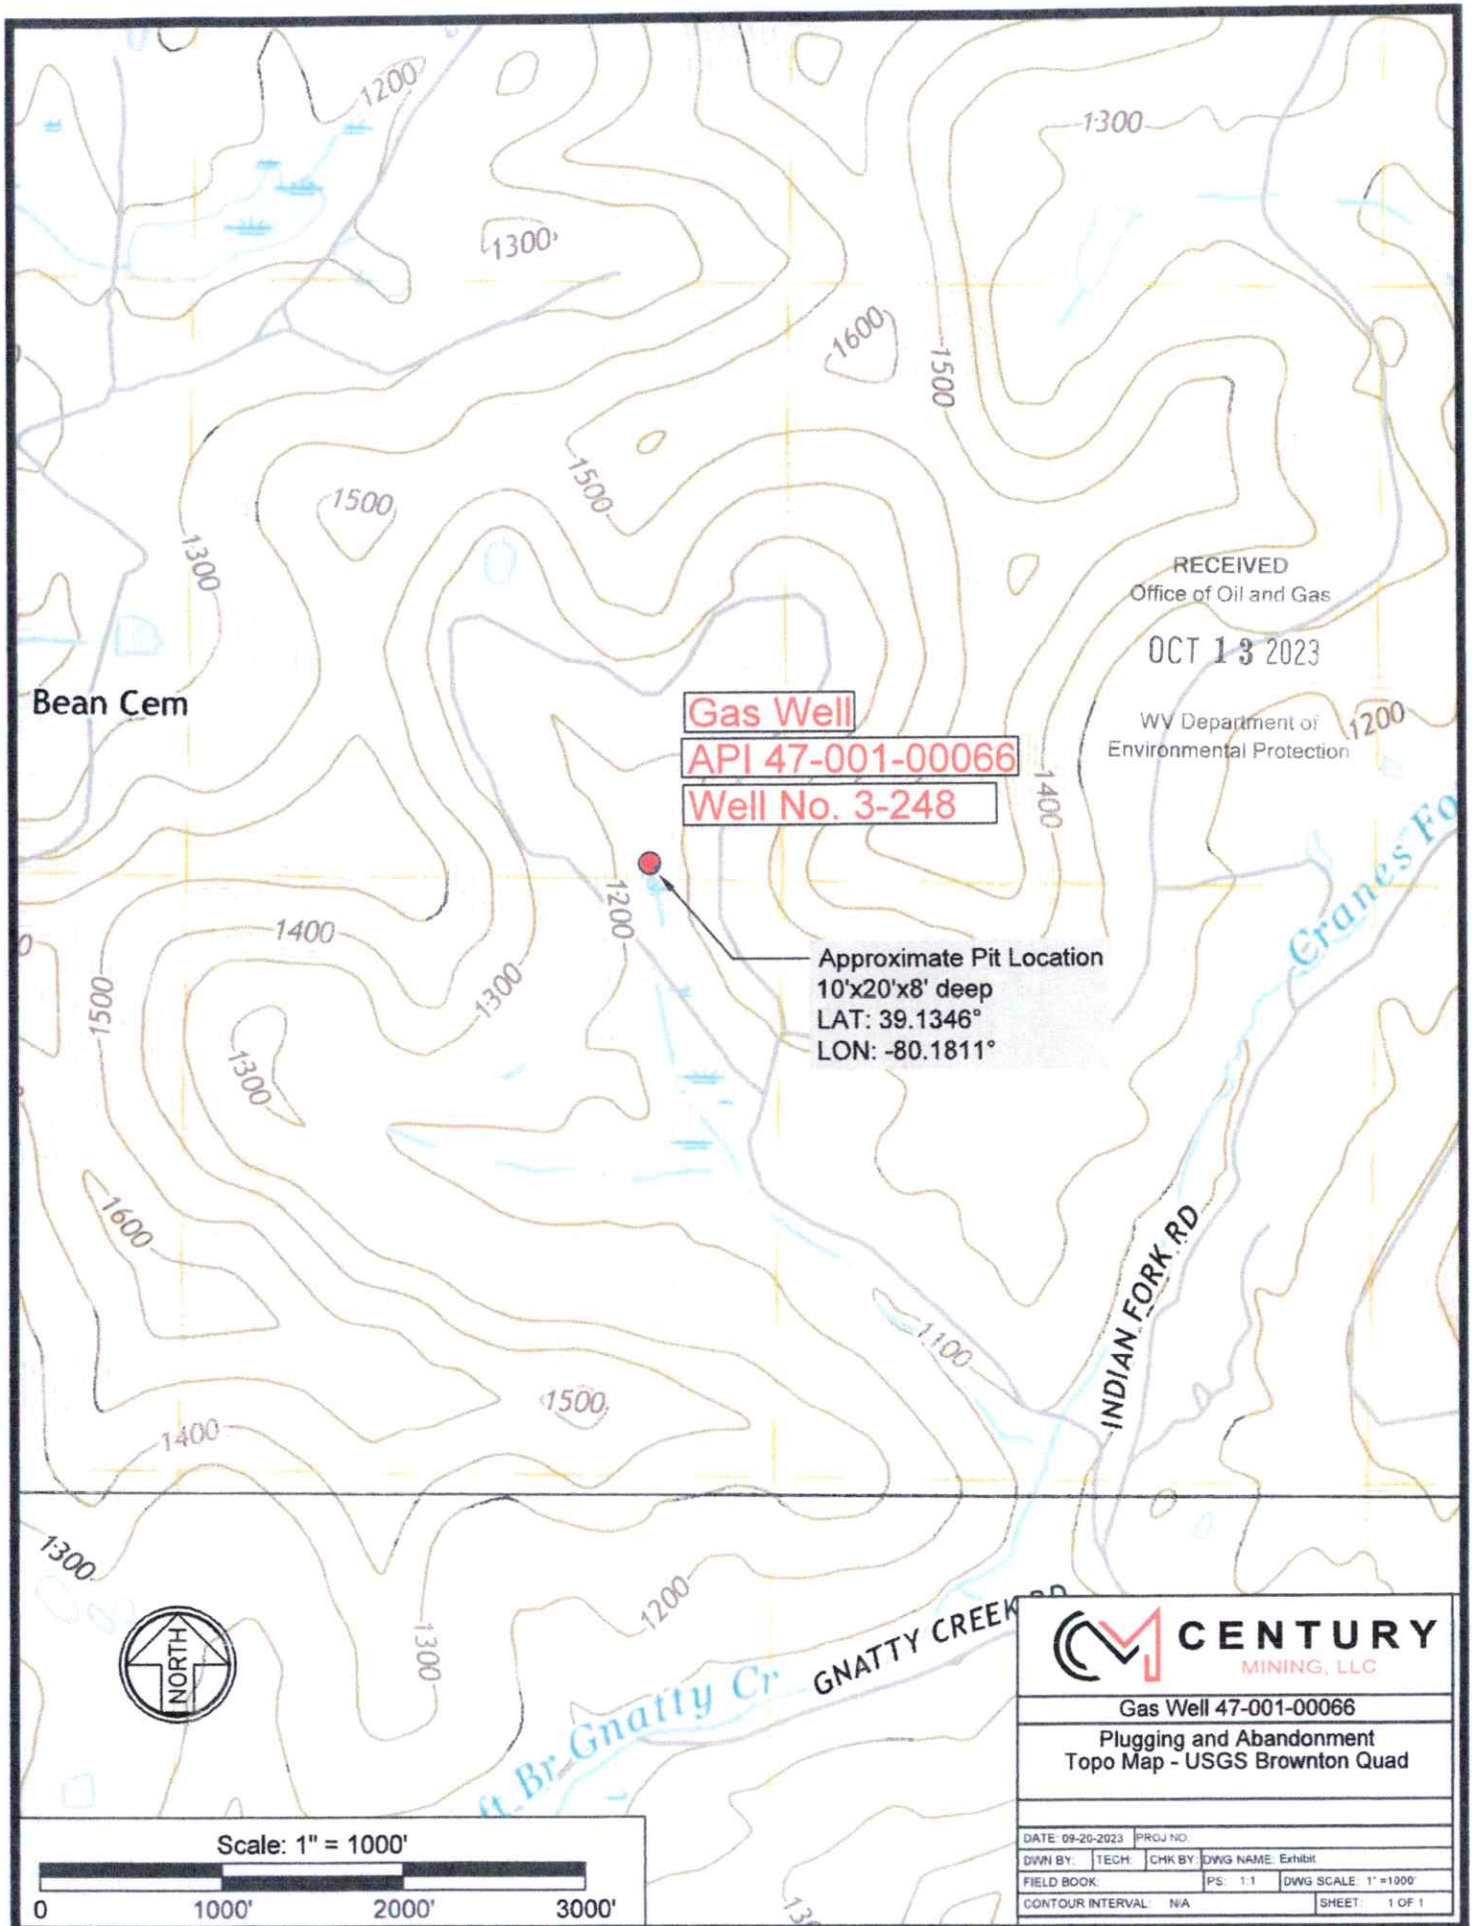 1200
1300
1300
1600
1500
1500
1500
1300
RECEIVED
Office of Oil and Gas
OCT 13 2023
WV Department of
Environmental Protection
1200
Bean Cem
Gas Well
API 47-001-00066
Well No. 3-248
1400
1200
Cranes Fo
1400
1300
1500
1300
Approximate Pit Location
10'x20'x8' deep
LAT: 39.1346°
LON: -80.1811°
1600
INDIAN FORK RD
1100
1500
1400
1300
1200
1300
NORTH
GNATTY CREEK RD
ft Br Gnatty Cr
CENTURY
MINING, LLC
Gas Well 47-001-00066
Plugging and Abandonment
Topo Map - USGS Brownton Quad
DATE: 09-20-2023 PROJ NO.
DWN BY: TECH: CHK BY: DWG NAME: Exhibit
FIELD BOOK: PS: 1:1 DWG SCALE: 1"=1000'
CONTOUR INTERVAL: N/A SHEET: 1 OF 1
Scale: 1" = 1000'
0 1000' 2000' 3000'